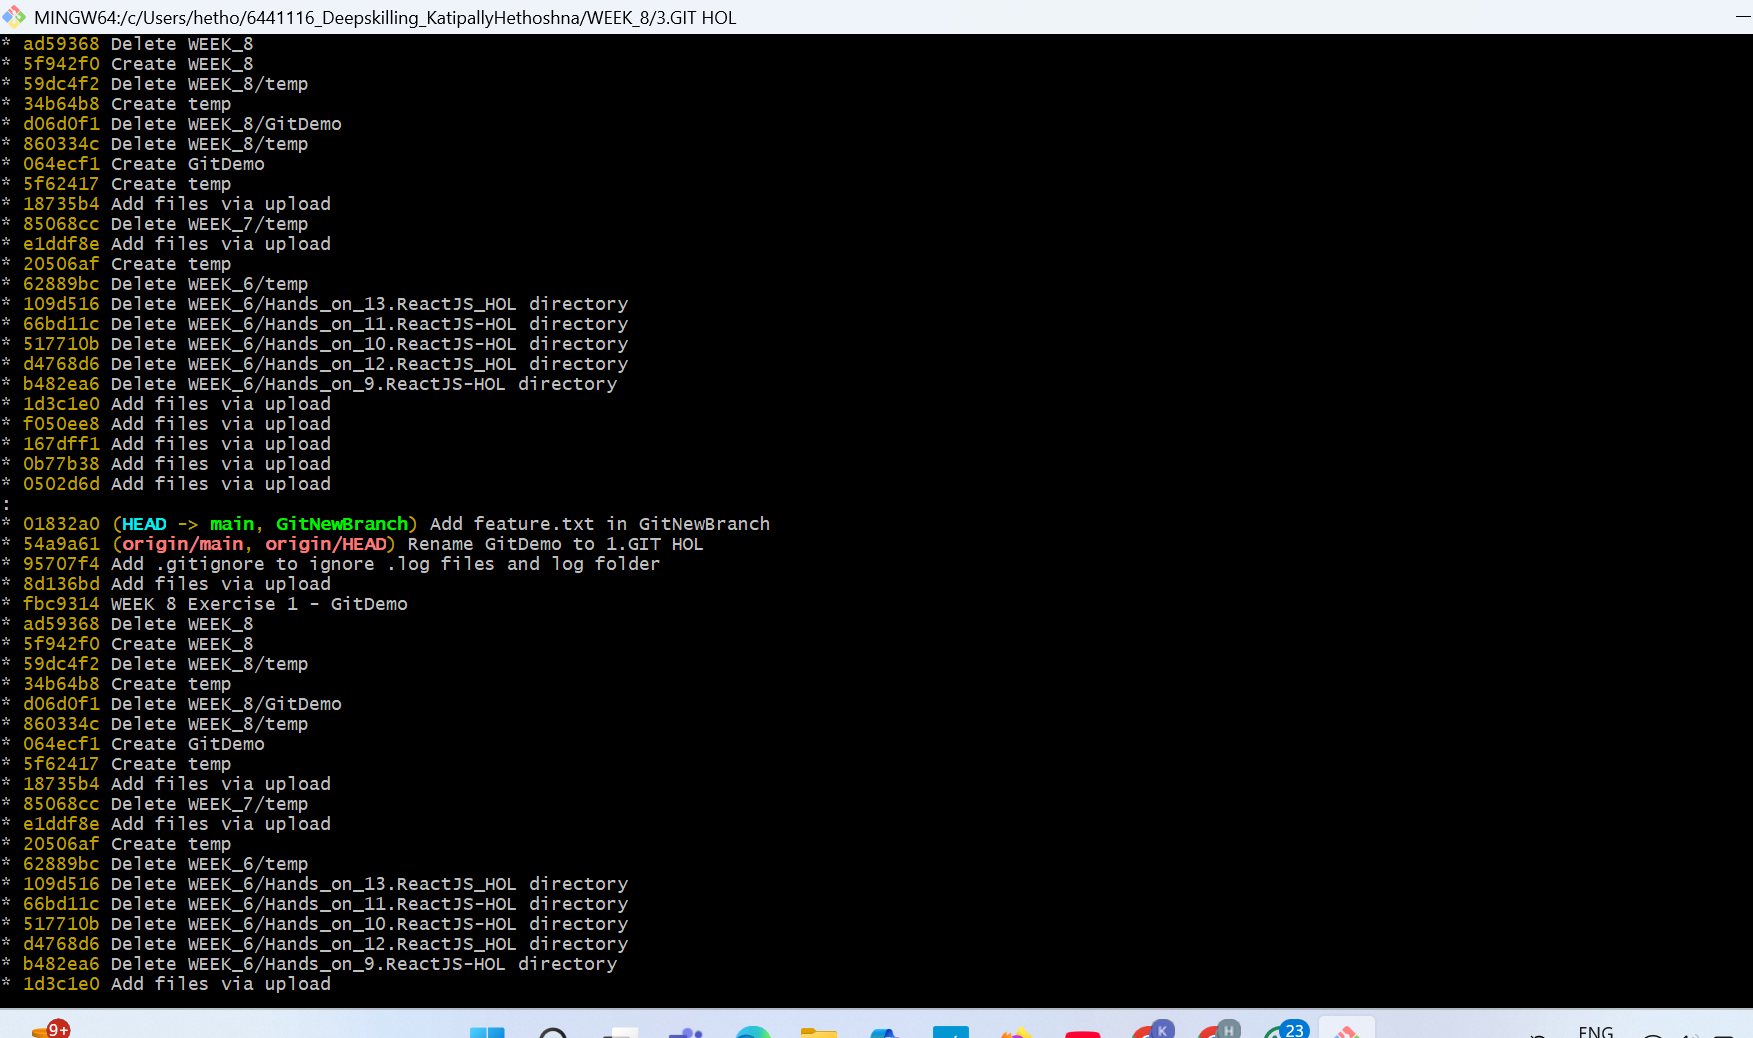 MINGW64:/c/Users/hetho/6441116_Deepskilling_KatipallyHethoshna/WEEK_8/3.GIT HOL
* ad59368 Delete WEEK_8
* 5f942f0 Create WEEK_8
* 59dc4f2 Delete WEEK_8/temp
* 34b64b8 Create temp
* d06d0f1 Delete WEEK_8/GitDemo
* 860334c Delete WEEK_8/temp
* 064ecf1 Create GitDemo
* 5f62417 Create temp
* 18735b4 Add files via upload
* 85068cc Delete WEEK_7/temp
* e1ddf8e Add files via upload
* 20506af Create temp
* 62889bc Delete WEEK_6/temp
* 109d516 Delete WEEK_6/Hands_on_13.ReactJS_HOL directory
* 66bd11c Delete WEEK_6/Hands_on_11.ReactJS-HOL directory
* 517710b Delete WEEK_6/Hands_on_10.ReactJS-HOL directory
* d4768d6 Delete WEEK_6/Hands_on_12.ReactJS_HOL directory
* b482ea6 Delete WEEK_6/Hands_on_9.ReactJS-HOL directory
* 1d3c1e0 Add files via upload
* f050ee8 Add files via upload
* 167dff1 Add files via upload
* 0b77b38 Add files via upload
* 0502d6d Add files via upload
:
* 01832a0 (HEAD -> main, GitNewBranch) Add feature.txt in GitNewBranch
* 54a9a61 (origin/main, origin/HEAD) Rename GitDemo to 1.GIT HOL
* 95707f4 Add .gitignore to ignore .log files and log folder
* 8d136bd Add files via upload
* fbc9314 WEEK 8 Exercise 1 - GitDemo
* ad59368 Delete WEEK_8
* 5f942f0 Create WEEK_8
* 59dc4f2 Delete WEEK_8/temp
* 34b64b8 Create temp
* d06d0f1 Delete WEEK_8/GitDemo
* 860334c Delete WEEK_8/temp
* 064ecf1 Create GitDemo
* 5f62417 Create temp
* 18735b4 Add files via upload
* 85068cc Delete WEEK_7/temp
* e1ddf8e Add files via upload
* 20506af Create temp
* 62889bc Delete WEEK_6/temp
* 109d516 Delete WEEK_6/Hands_on_13.ReactJS_HOL directory
* 66bd11c Delete WEEK_6/Hands_on_11.ReactJS-HOL directory
* 517710b Delete WEEK_6/Hands_on_10.ReactJS-HOL directory
* d4768d6 Delete WEEK_6/Hands_on_12.ReactJS_HOL directory
* b482ea6 Delete WEEK_6/Hands_on_9.ReactJS-HOL directory
* 1d3c1e0 Add files via upload
9+
K
H
23
ENG